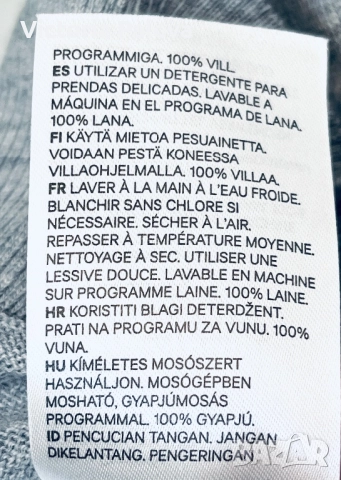 PROGRAMMIGA. 100% VILL.
ES UTILIZAR UN DETERGENTE PARA
PRENDAS DELICADAS. LAVABLE A
MÁQUINA EN EL PROGRAMA DE LANA.
100% LANA.
FI KÄYTÄ MIETOA PESUAINETTA.
VOIDAAN PESTÄ KONEESSA
VILLAOHJELMALLA. 100% VILLAA.
FR LAVER À LA MAIN À L'EAU FROIDE.
BLANCHIR SANS CHLORE SI
NÉCESSAIRE. SÉCHER À L'AIR.
REPASSER À TEMPÉRATURE MOYENNE.
NETTOYAGE À SEC. UTILISER UNE
LESSIVE DOUCE. LAVABLE EN MACHINE
SUR PROGRAMME LAINE. 100% LAINE.
HR KORISTITI BLAGI DETERDŽENT.
PRATI NA PROGRAMU ZA VUNU. 100%
VUNA.
HU KÍMÉLETES MOSÓSZERT
HASZNÁLJON. MOSÓGÉPBEN
MOSHATÓ, GYAPJÚMOSÁS
PROGRAMMAL. 100% GYAPJÚ.
ID PENCUCIAN TANGAN. JANGAN
DIKELANTANG. PENGERINGAN
BAZAR